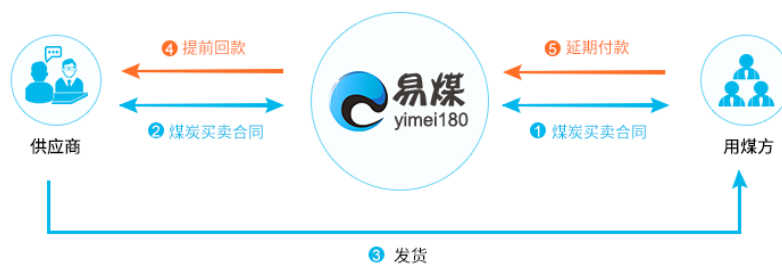 ④ 提前回款
⑤ 延期付款
易煤
yimei180
② 煤炭买卖合同
① 煤炭买卖合同
供应商
用煤方
③ 发货